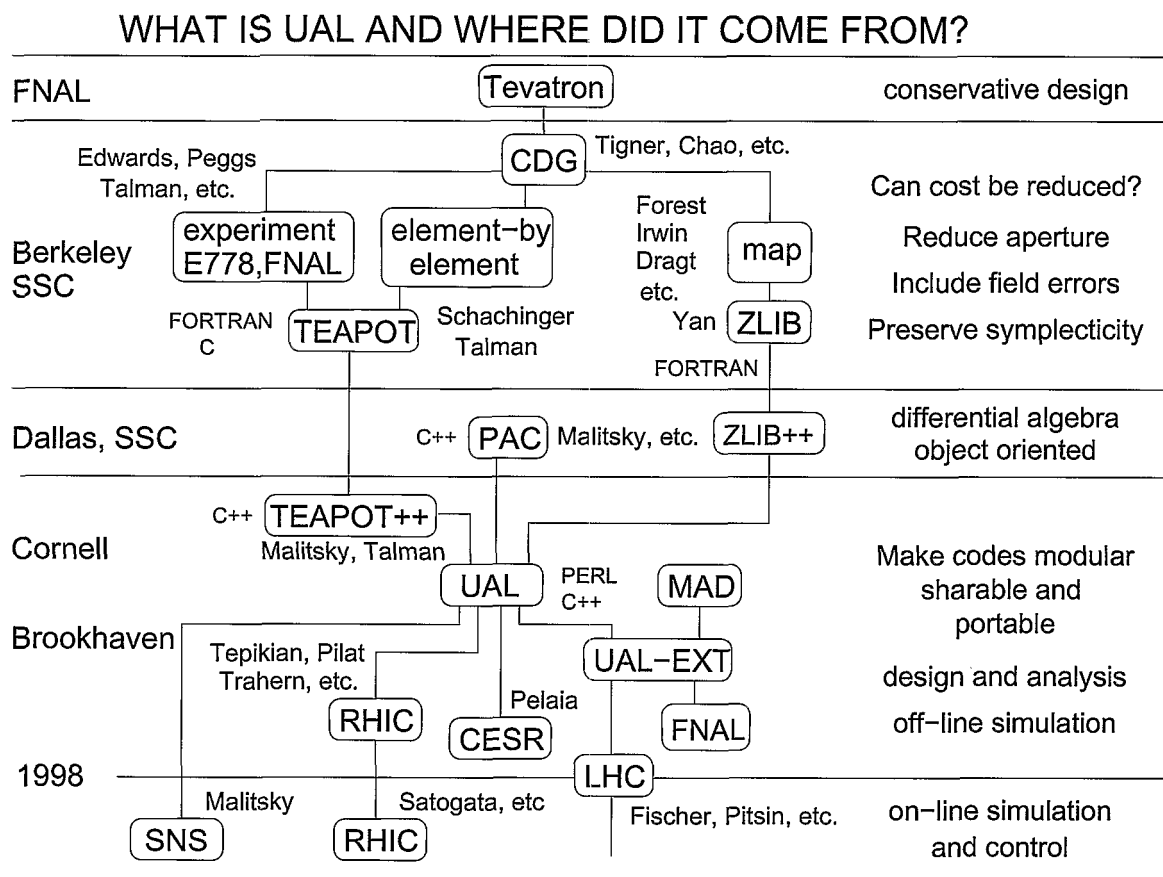 WHAT IS UAL AND WHERE DID IT COME FROM?
FNAL
Tevatron
conservative design
CDG
Tigner, Chao, etc.
Edwards, Peggs
Talman, etc.
Can cost be reduced?
Berkeley
SSC
experiment
E778,FNAL
element−by
element
Forest
Irwin
Dragt
etc.
map
Reduce aperture
Include field errors
FORTRAN
C
TEAPOT
Schachinger
Talman
Yan
ZLIB
Preserve symplecticity
FORTRAN
Dallas, SSC
C++
PAC
Malitsky, etc.
ZLIB++
differential algebra
object oriented
C++
TEAPOT++
Malitsky, Talman
Cornell
UAL
PERL
C++
MAD
Make codes modular
sharable and
portable
Brookhaven
Tepikian, Pilat
Trahern, etc.
UAL−EXT
design and analysis
RHIC
Pelaia
CESR
FNAL
off−line simulation
1998
LHC
Malitsky
Satogata, etc
Fischer, Pitsin, etc.
on−line simulation
and control
SNS
RHIC